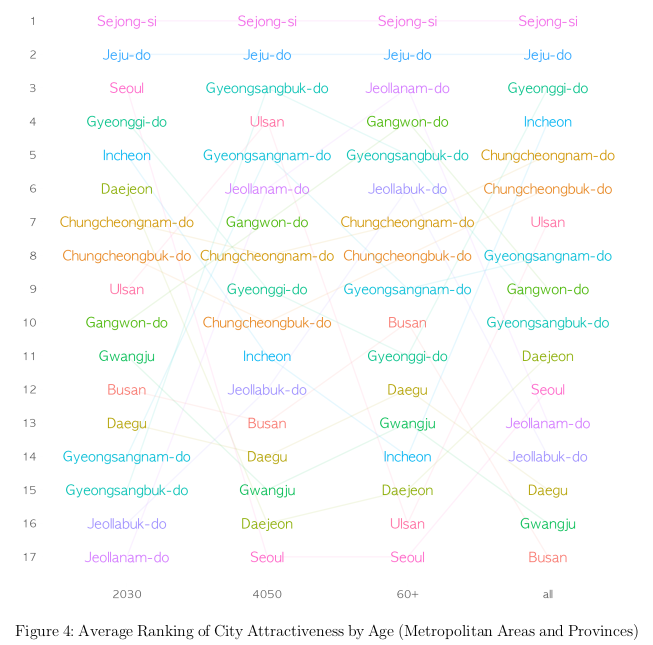 1 Sejong-si Sejong-si Sejong-si Sejong-si
2 Jeju-do Jeju-do Jeju-do Jeju-do
3 Seoul Gyeongsangbuk-do Jeollanam-do Gyeonggi-do
4 Gyeonggi-do Ulsan Gangwon-do Incheon
5 Incheon Gyeongsangnam-do Gyeongsangbuk-do Chungcheongnam-do
6 Daejeon Jeollanam-do Jeollabuk-do Chungcheongbuk-do
7 Chungcheongnam-do Gangwon-do Chungcheongnam-do Ulsan
8 Chungcheongbuk-do Chungcheongnam-do Chungcheongbuk-do Gyeongsangnam-do
9 Ulsan Gyeonggi-do Gyeongsangnam-do Gangwon-do
10 Gangwon-do Chungcheongbuk-do Busan Gyeongsangbuk-do
11 Gwangju Incheon Gyeonggi-do Daejeon
12 Busan Jeollabuk-do Daegu Seoul
13 Daegu Busan Gwangju Jeollanam-do
14 Gyeongsangnam-do Daegu Incheon Jeollabuk-do
15 Gyeongsangbuk-do Gwangju Daejeon Daegu
16 Jeollabuk-do Daejeon Ulsan Gwangju
17 Jeollanam-do Seoul Seoul Busan
2030 4050 60+ all
Figure 4: Average Ranking of City Attractiveness by Age (Metropolitan Areas and Provinces)